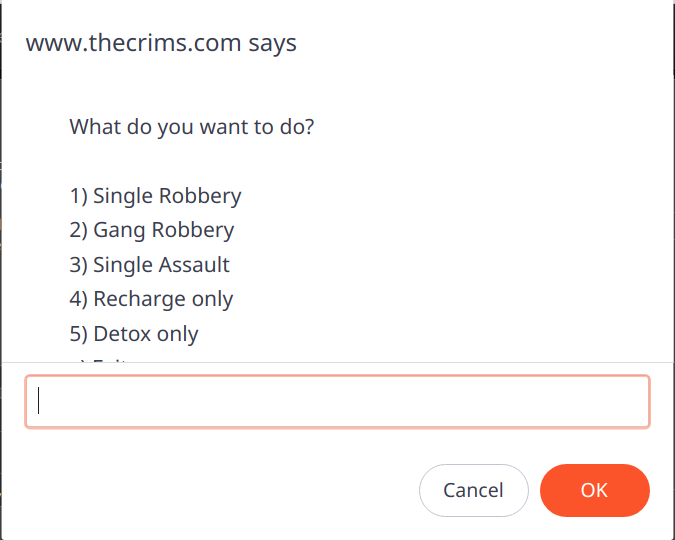 www.thecrims.com says
What do you want to do?
1) Single Robbery
2) Gang Robbery
3) Single Assault
4) Recharge only
5) Detox only
Cancel
OK